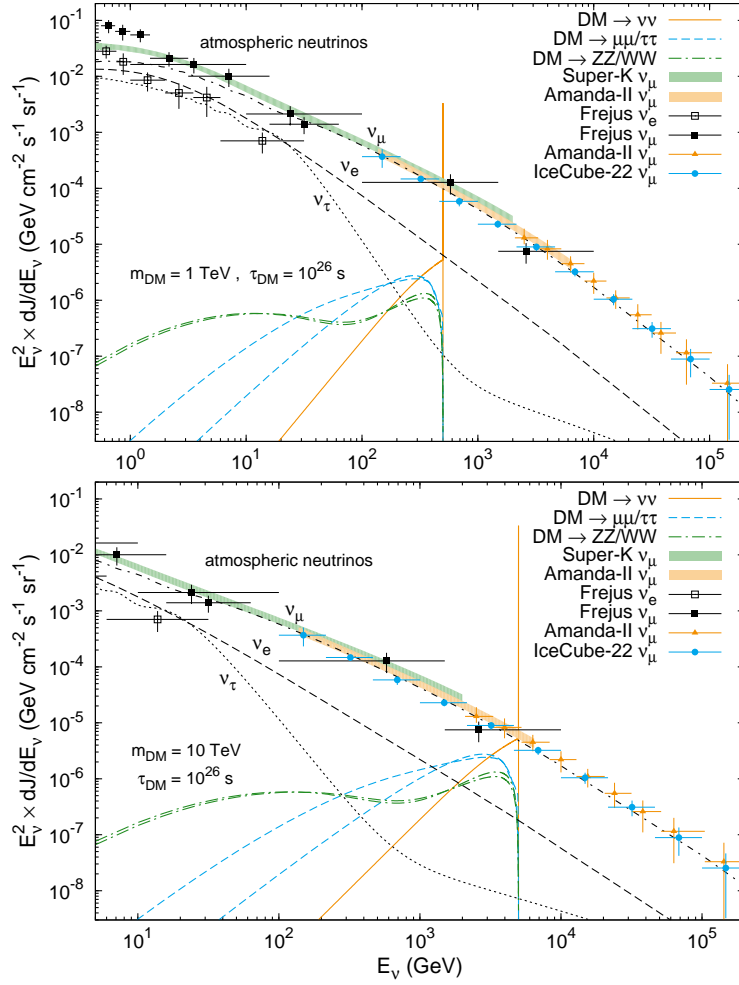 10^-1
10^-2
10^-3
10^-4
10^-5
10^-6
10^-7
10^-8
E_ν^2 × dJ/dE_ν (GeV cm^-2 s^-1 sr^-1)
atmospheric neutrinos
DM → νν
DM → μμ/ττ
DM → ZZ/WW
Super-K ν_μ
Amanda-II ν_μ
Frejus ν_e
Frejus ν_μ
Amanda-II ν_μ
IceCube-22 ν_μ
ν_μ
ν_e
ν_τ
m_DM = 1 TeV , τ_DM = 10^26 s
10^0 10^1 10^2 10^3 10^4 10^5
10^-1
10^-2
10^-3
10^-4
10^-5
10^-6
10^-7
10^-8
E_ν^2 × dJ/dE_ν (GeV cm^-2 s^-1 sr^-1)
atmospheric neutrinos
DM → νν
DM → μμ/ττ
DM → ZZ/WW
Super-K ν_μ
Amanda-II ν_μ
Frejus ν_e
Frejus ν_μ
Amanda-II ν_μ
IceCube-22 ν_μ
ν_μ
ν_e
ν_τ
m_DM = 10 TeV
τ_DM = 10^26 s
10^1 10^2 10^3 10^4 10^5
E_ν (GeV)